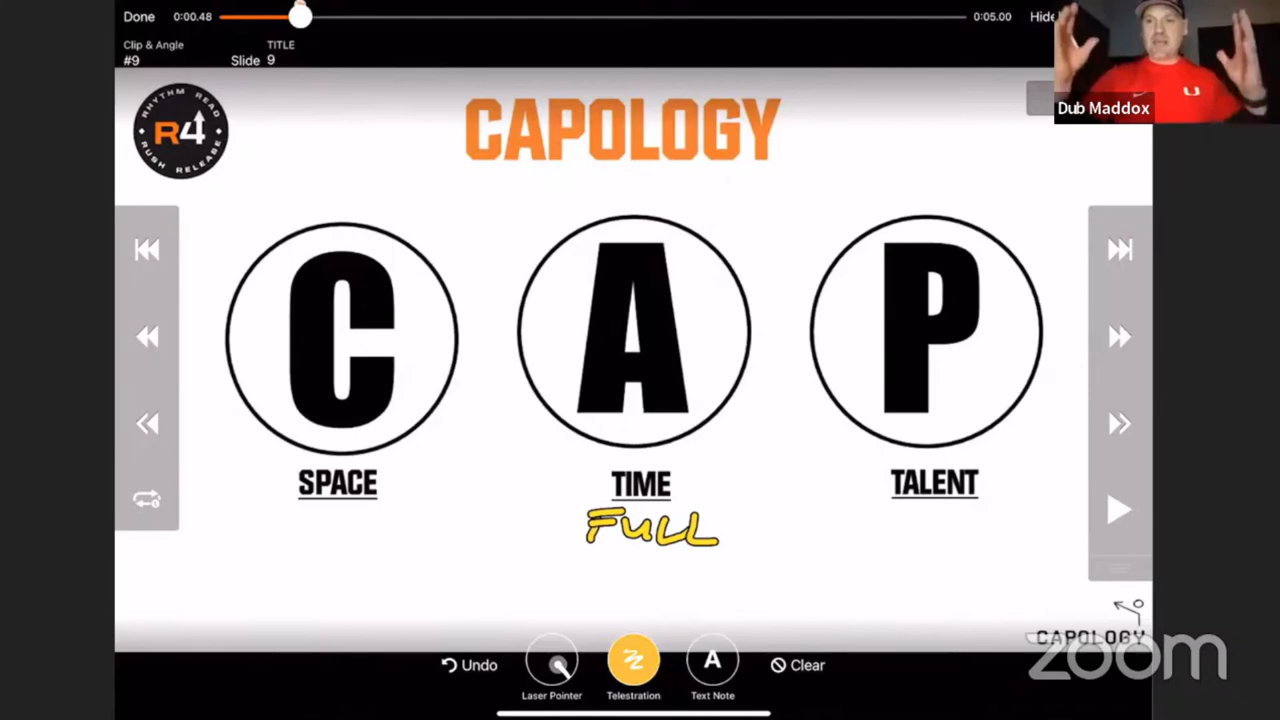 Done 0:00.48 0:05.00 Hide
Clip & Angle TITLE
#9 Slide 9
Dub Maddox
RHYTHM READ
R4
RUSH RELEASE
CAPOLOGY
C A P
SPACE TIME TALENT
FULL
CAPOLOGY
zoom
Undo Clear
A
Laser Pointer Telestration Text Note